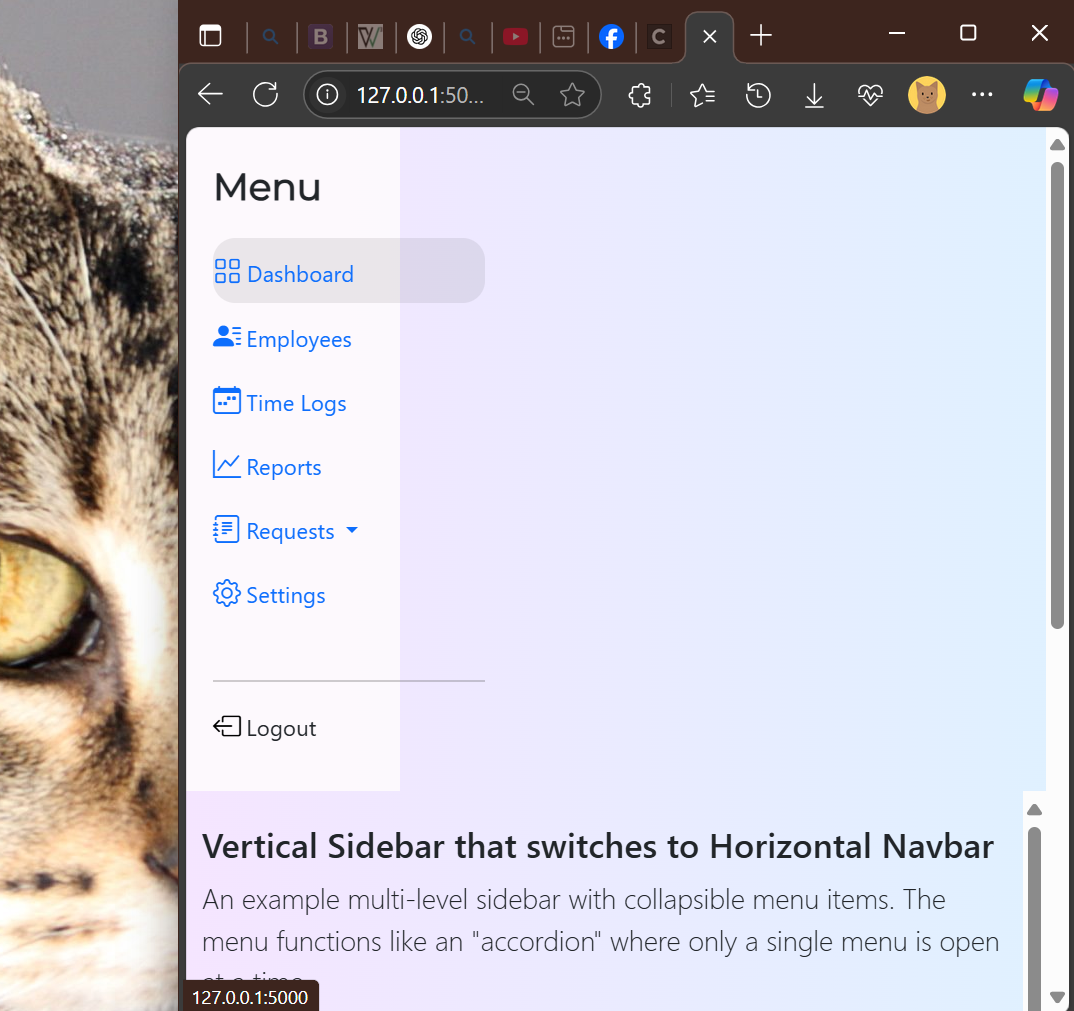 B
W
C
127.0.0.1:50...
Menu
Dashboard
Employees
Time Logs
Reports
Requests
Settings
Logout
Vertical Sidebar that switches to Horizontal Navbar
An example multi-level sidebar with collapsible menu items. The
menu functions like an "accordion" where only a single menu is open
at a time.
127.0.0.1:5000